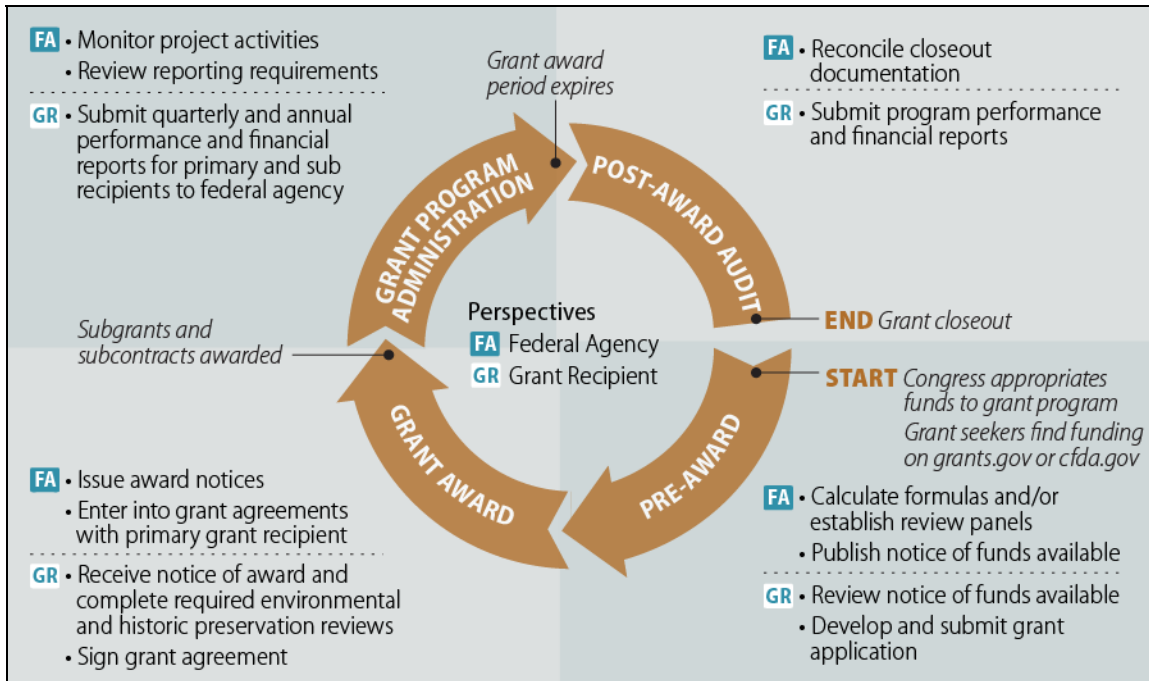 FA • Monitor project activities
• Review reporting requirements
GR • Submit quarterly and annual
performance and financial
reports for primary and sub
recipients to federal agency
Grant award
period expires
FA • Reconcile closeout
documentation
GR • Submit program performance
and financial reports
GRANT PROGRAM
ADMINISTRATION
POST-AWARD AUDIT
Subgrants and
subcontracts awarded
Perspectives
FA Federal Agency
GR Grant Recipient
END Grant closeout
START Congress appropriates
funds to grant program
Grant seekers find funding
on grants.gov or cfda.gov
GRANT AWARD
PRE-AWARD
FA • Issue award notices
• Enter into grant agreements
with primary grant recipient
GR • Receive notice of award and
complete required environmental
and historic preservation reviews
• Sign grant agreement
FA • Calculate formulas and/or
establish review panels
• Publish notice of funds available
GR • Review notice of funds available
• Develop and submit grant
application